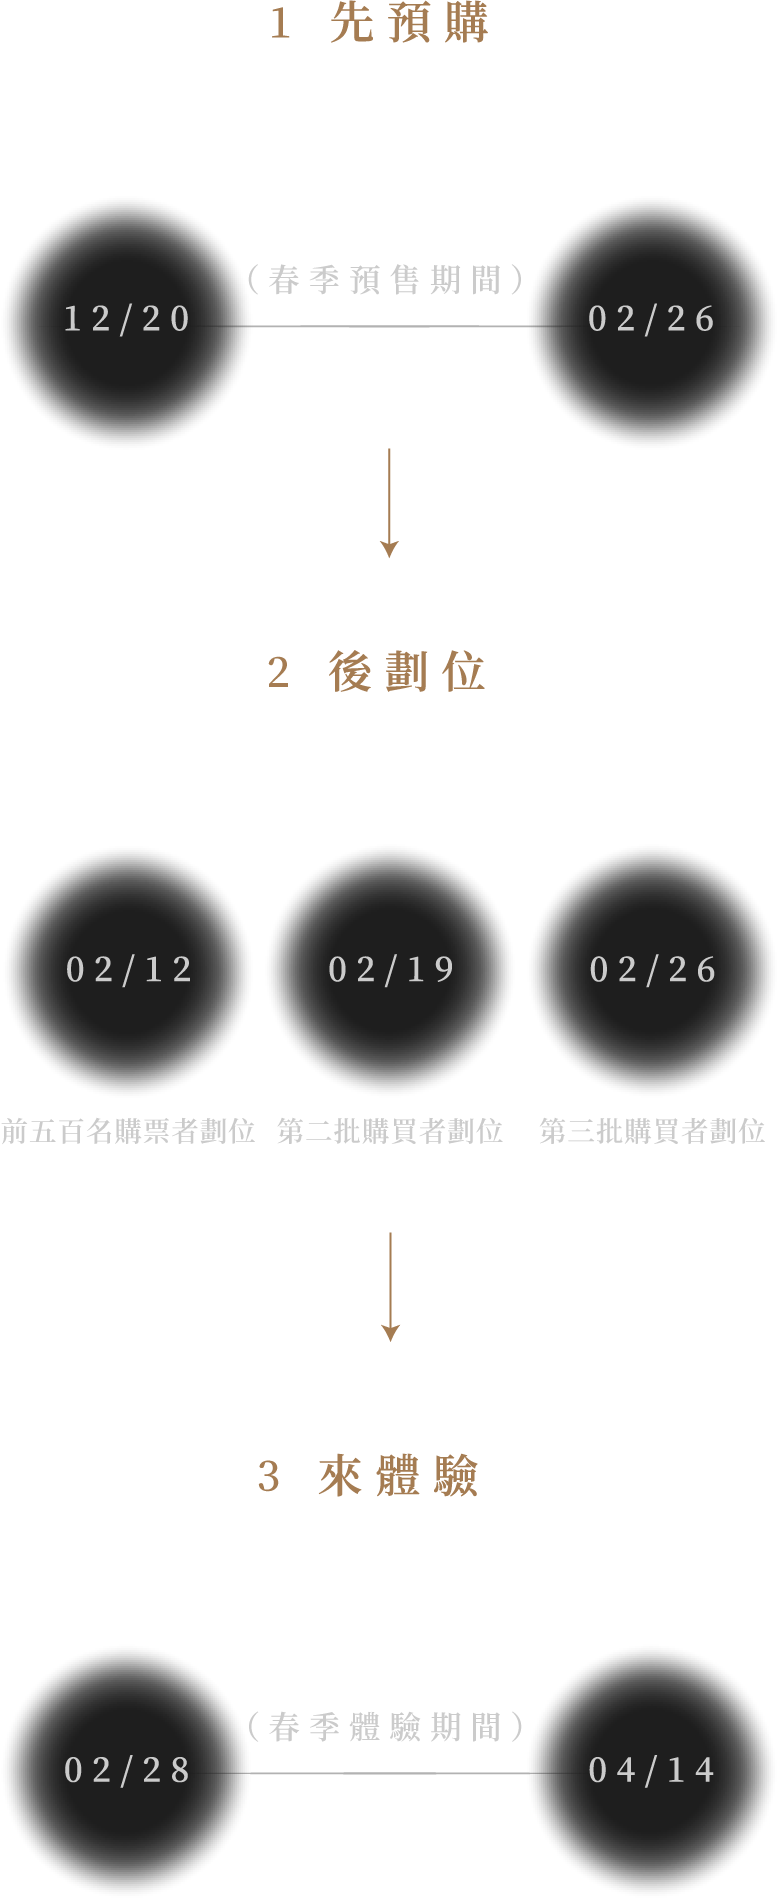 1 先預購
（春季預售期間）
12/20 02/26
2 後劃位
02/12 02/19 02/26
前五百名購票者劃位 第二批購買者劃位 第三批購買者劃位
3 來體驗
（春季體驗期間）
02/28 04/14